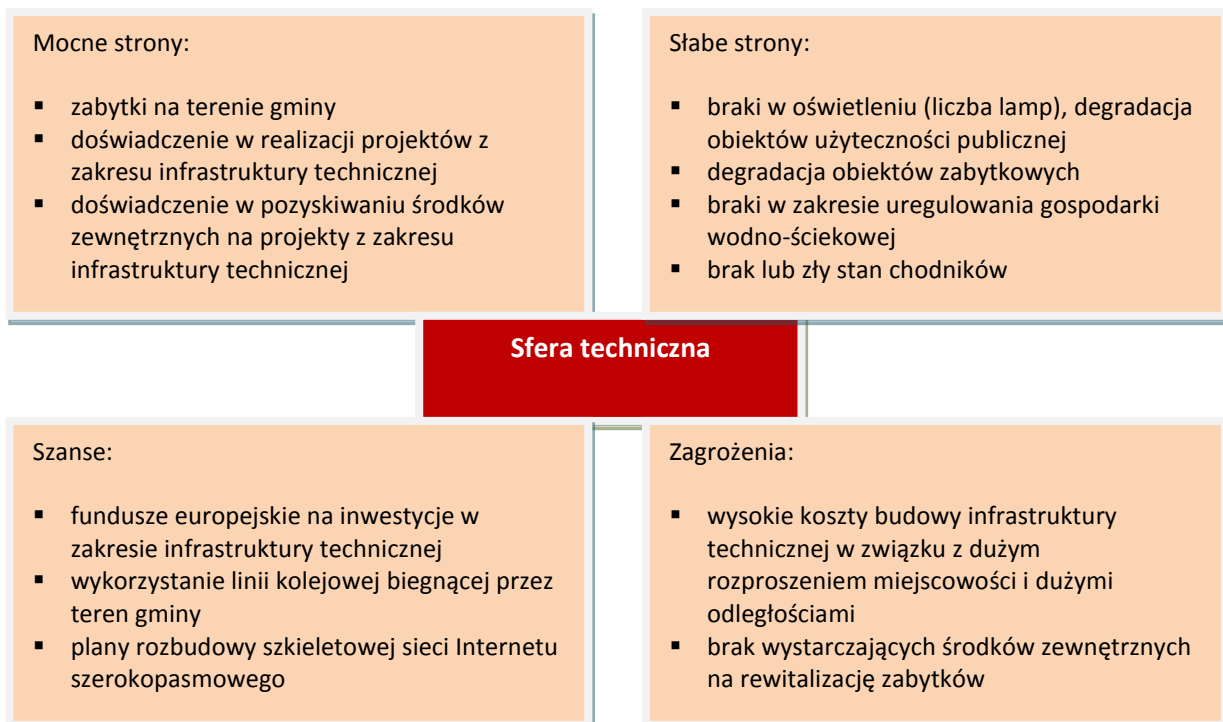 Mocne strony:
▪ zabytki na terenie gminy
▪ doświadczenie w realizacji projektów z
zakresu infrastruktury technicznej
▪ doświadczenie w pozyskiwaniu środków
zewnętrznych na projekty z zakresu
infrastruktury technicznej
Słabe strony:
▪ braki w oświetleniu (liczba lamp), degradacja
obiektów użyteczności publicznej
▪ degradacja obiektów zabytkowych
▪ braki w zakresie uregulowania gospodarki
wodno-ściekowej
▪ brak lub zły stan chodników
Sfera techniczna
Szanse:
▪ fundusze europejskie na inwestycje w
zakresie infrastruktury technicznej
▪ wykorzystanie linii kolejowej biegnącej przez
teren gminy
▪ plany rozbudowy szkieletowej sieci Internetu
szerokopasmowego
Zagrożenia:
▪ wysokie koszty budowy infrastruktury
technicznej w związku z dużym
rozproszeniem miejscowości i dużymi
odległościami
▪ brak wystarczających środków zewnętrznych
na rewitalizację zabytków